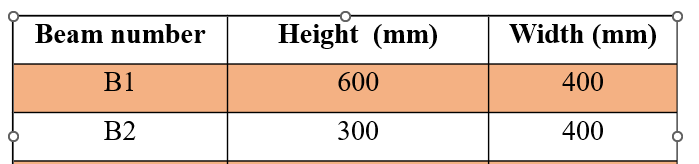 Beam number Height (mm) Width (mm)
B1 600 400
B2 300 400